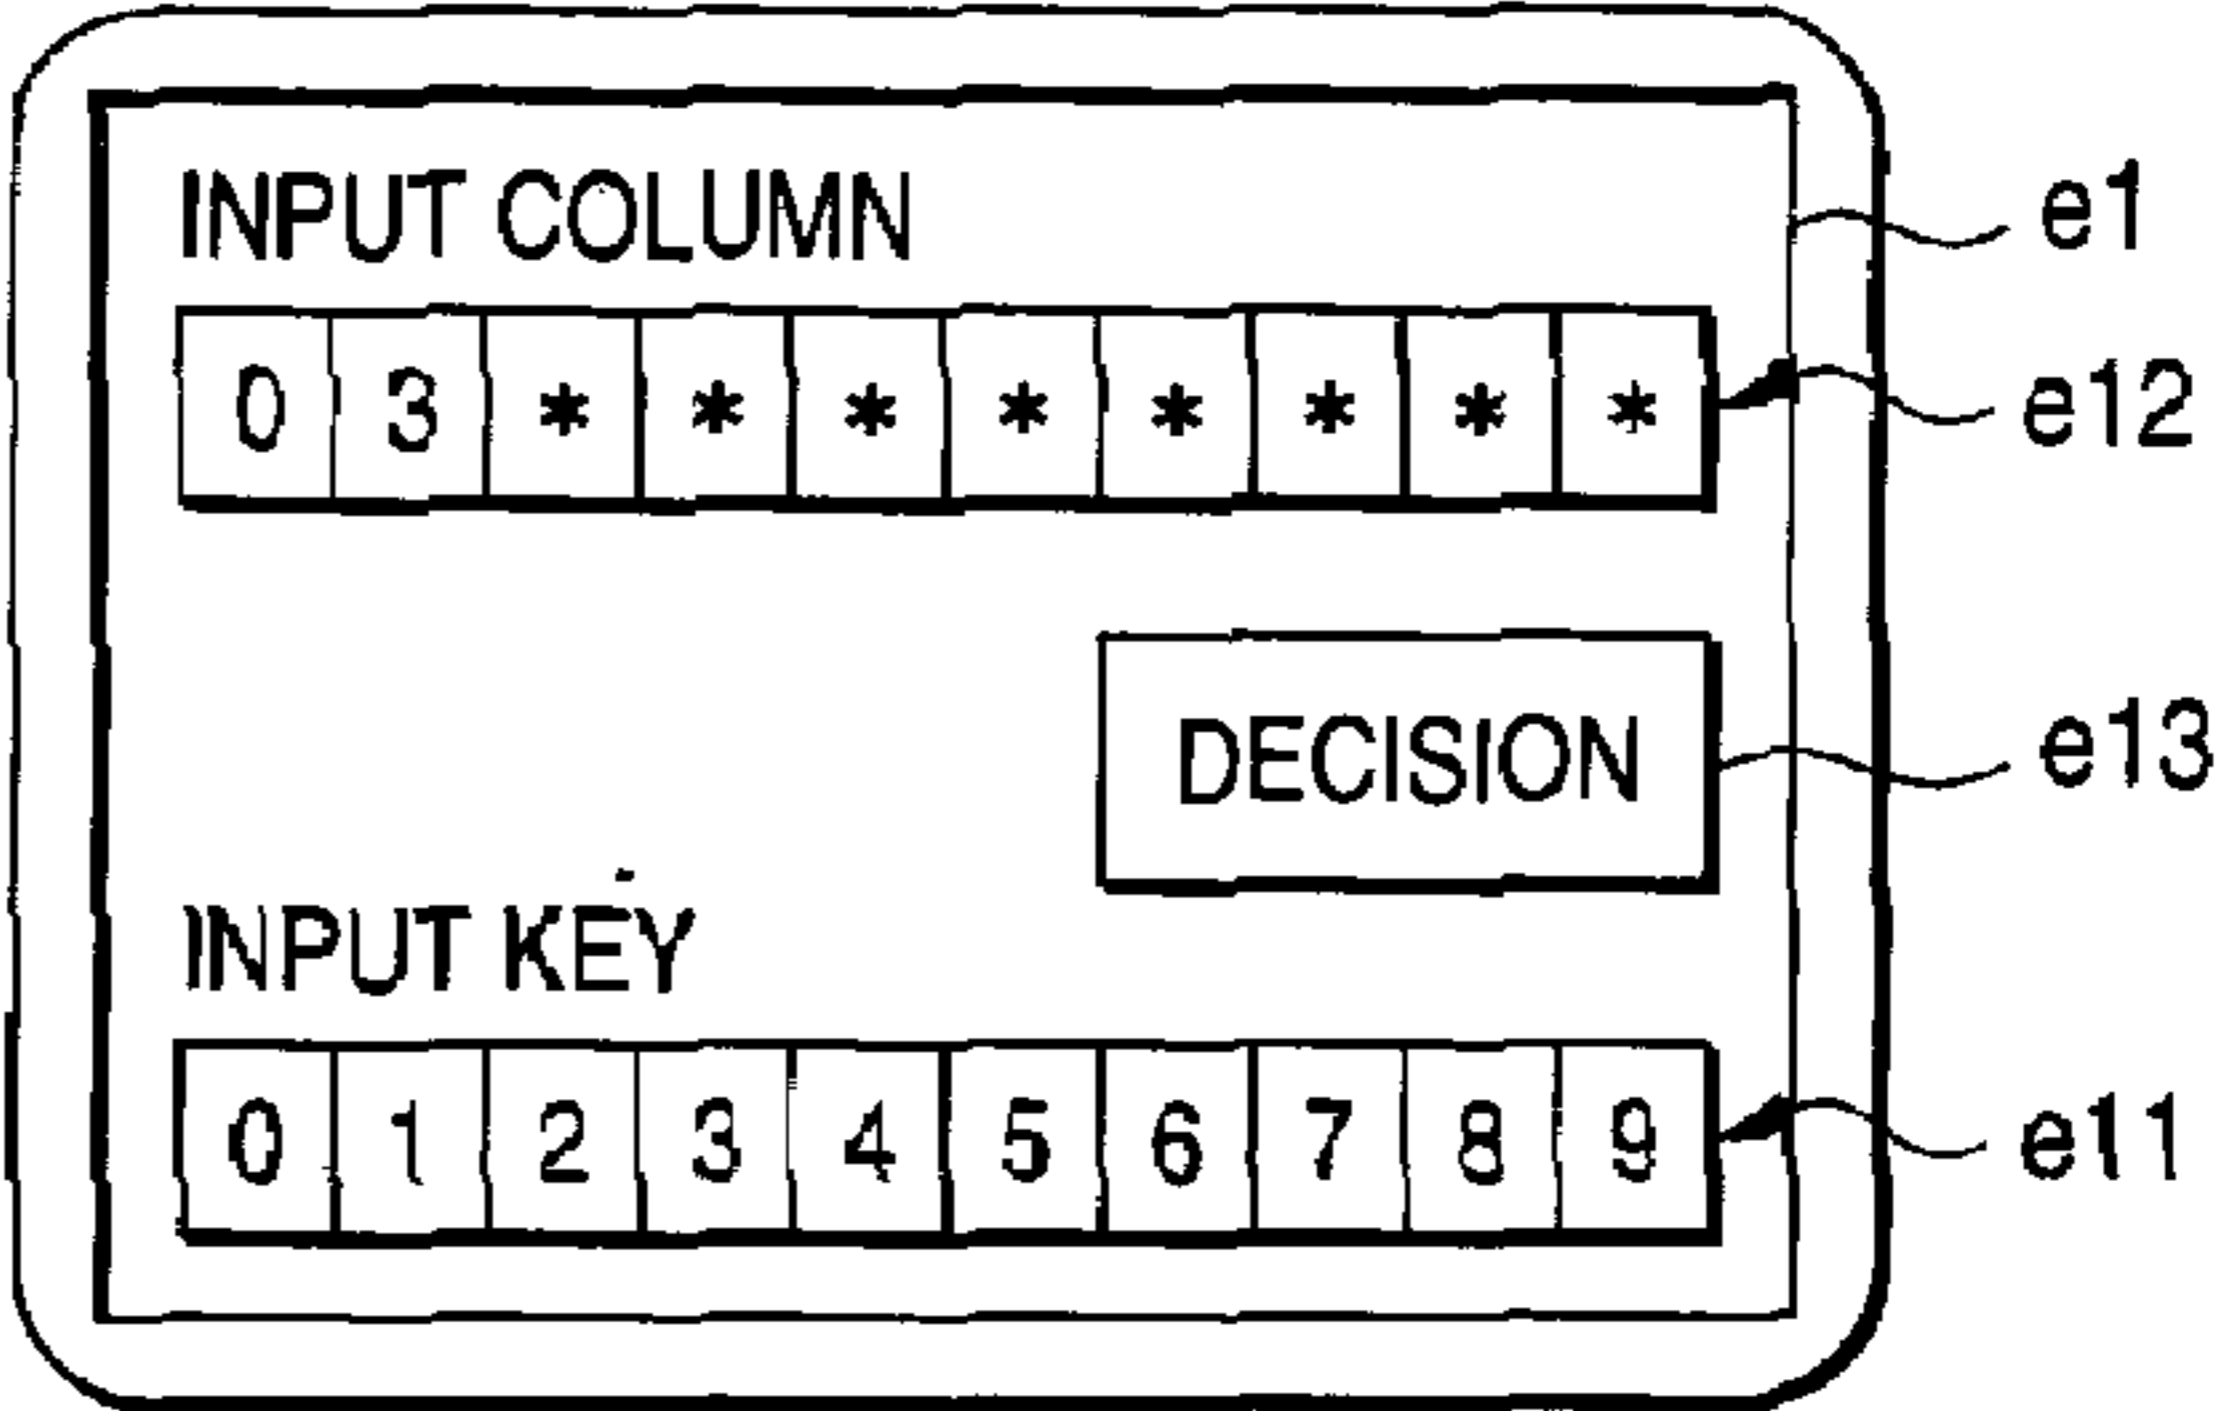 INPUT COLUMN
e1
0 3 * * * * * * * *
e12
DECISION
e13
INPUT KEY
0 1 2 3 4 5 6 7 8 9
e11